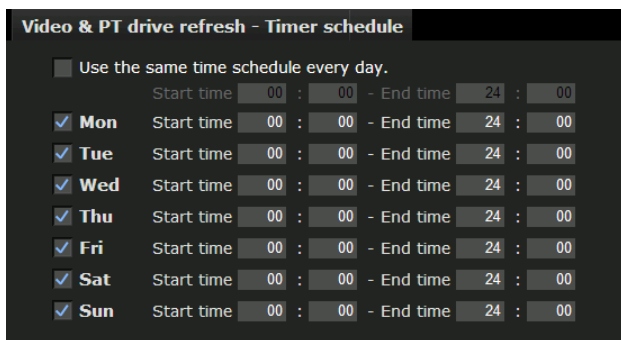 Video & PT drive refresh - Timer schedule
Use the same time schedule every day.
Start time 00 : 00 - End time 24 : 00
Mon Start time 00 : 00 - End time 24 : 00
Tue Start time 00 : 00 - End time 24 : 00
Wed Start time 00 : 00 - End time 24 : 00
Thu Start time 00 : 00 - End time 24 : 00
Fri Start time 00 : 00 - End time 24 : 00
Sat Start time 00 : 00 - End time 24 : 00
Sun Start time 00 : 00 - End time 24 : 00